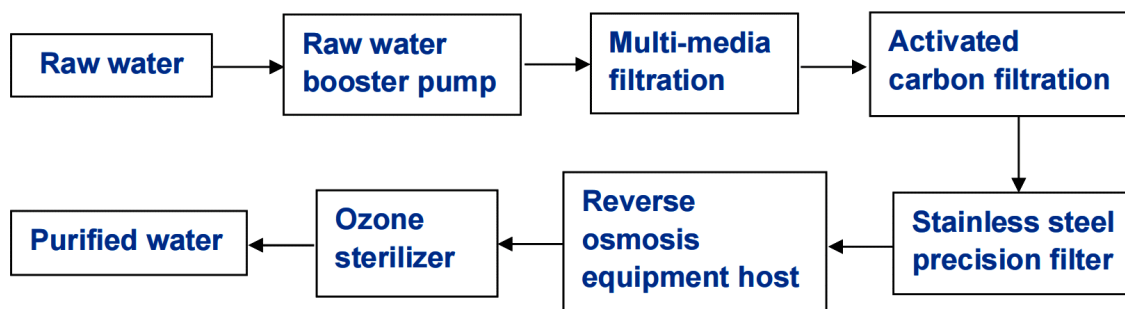 Raw water
Raw water
booster pump
Multi-media
filtration
Activated
carbon filtration
Stainless steel
precision filter
Reverse
osmosis
equipment host
Ozone
sterilizer
Purified water